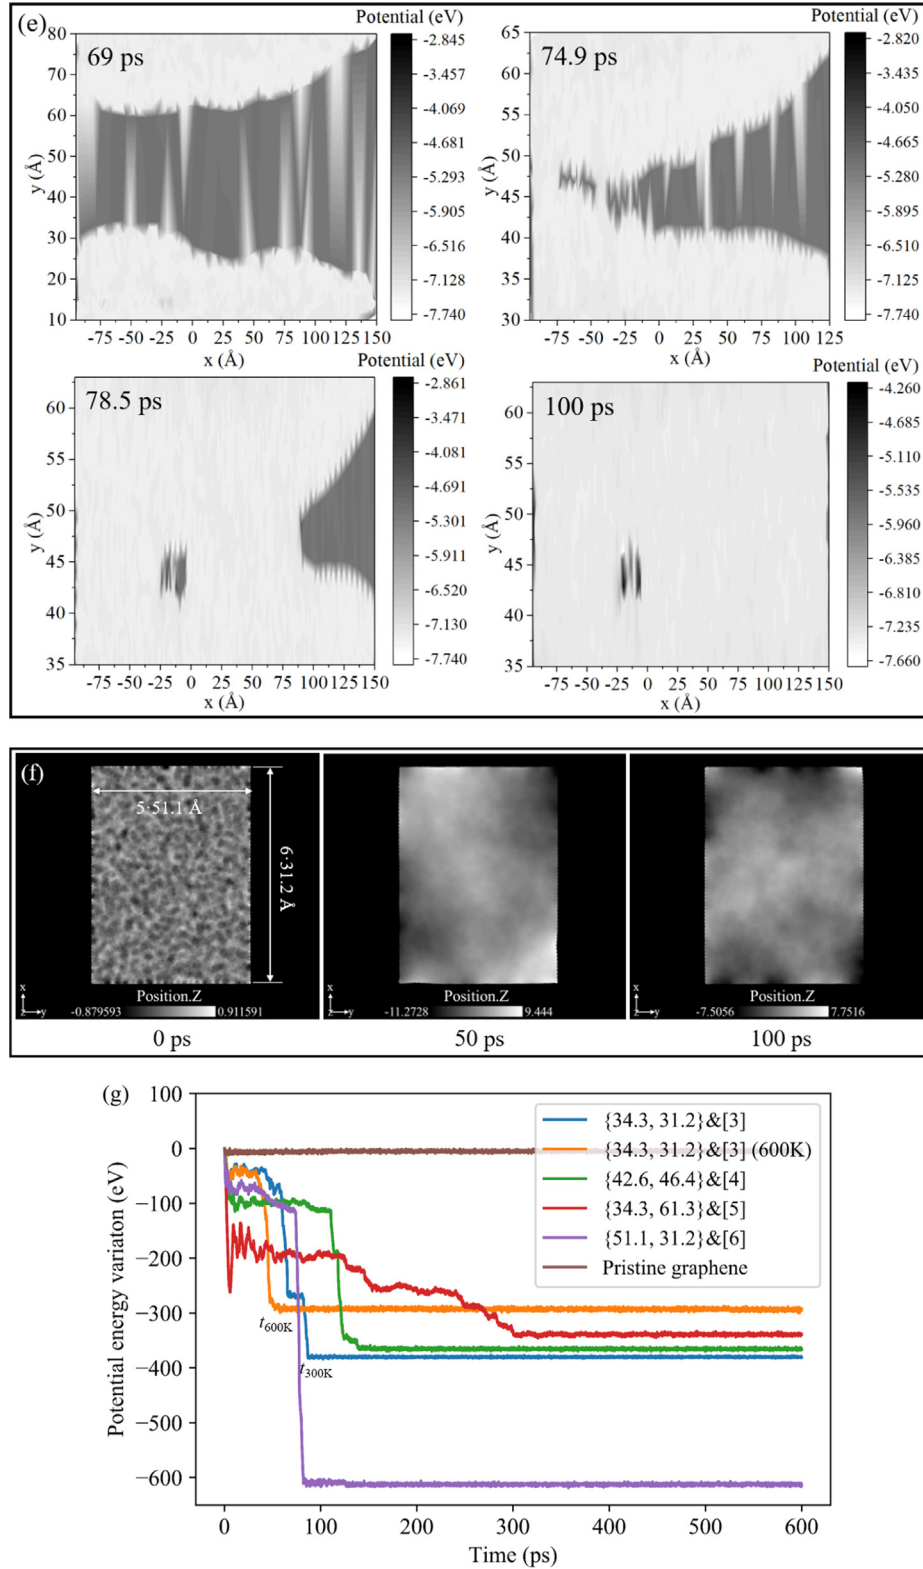 (e)
Potential (eV)
69 ps
80
70
60
50
40
30
20
10
y (Å)
-75 -50 -25 0 25 50 75 100 125 150
x (Å)
-2.845
-3.457
-4.069
-4.681
-5.293
-5.905
-6.516
-7.128
-7.740
Potential (eV)
74.9 ps
65
60
55
50
45
40
35
30
y (Å)
-75 -50 -25 0 25 50 75 100 125
x (Å)
-2.820
-3.435
-4.050
-4.665
-5.280
-5.895
-6.510
-7.125
-7.740
Potential (eV)
78.5 ps
60
55
50
45
40
35
y (Å)
-75 -50 -25 0 25 50 75 100 125 150
x (Å)
-2.861
-3.471
-4.081
-4.691
-5.301
-5.911
-6.520
-7.130
-7.740
Potential (eV)
100 ps
60
55
50
45
40
35
y (Å)
-75 -50 -25 0 25 50 75 100 125 150
x (Å)
-4.260
-4.685
-5.110
-5.535
-5.960
-6.385
-6.810
-7.235
-7.660
(f)
5·51.1 Å
6·31.2 Å
x
z y
Position.Z
-0.879593 0.911591
0 ps
x
z y
Position.Z
-11.2728 9.444
50 ps
x
z y
Position.Z
-7.5056 7.7516
100 ps
(g)
Potential energy variaton (eV)
100
0
−100
−200
−300
−400
−500
−600
{34.3, 31.2}&[3]
{34.3, 31.2}&[3] (600K)
{42.6, 46.4}&[4]
{34.3, 61.3}&[5]
{51.1, 31.2}&[6]
Pristine graphene
t600K
t300K
0 100 200 300 400 500 600
Time (ps)